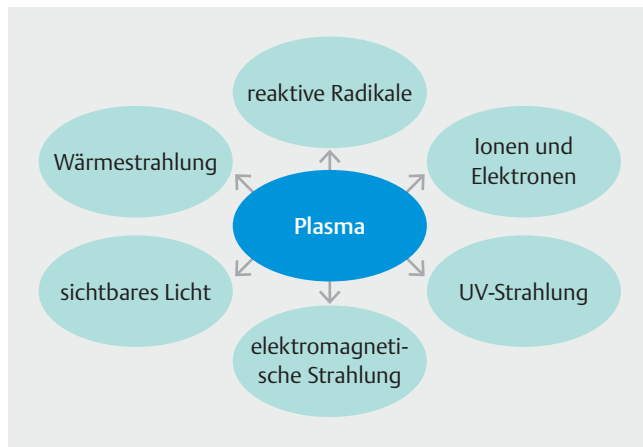 reaktive Radikale
Wärmestrahlung
Ionen und
Elektronen
Plasma
sichtbares Licht
UV-Strahlung
elektromagneti-
sche Strahlung